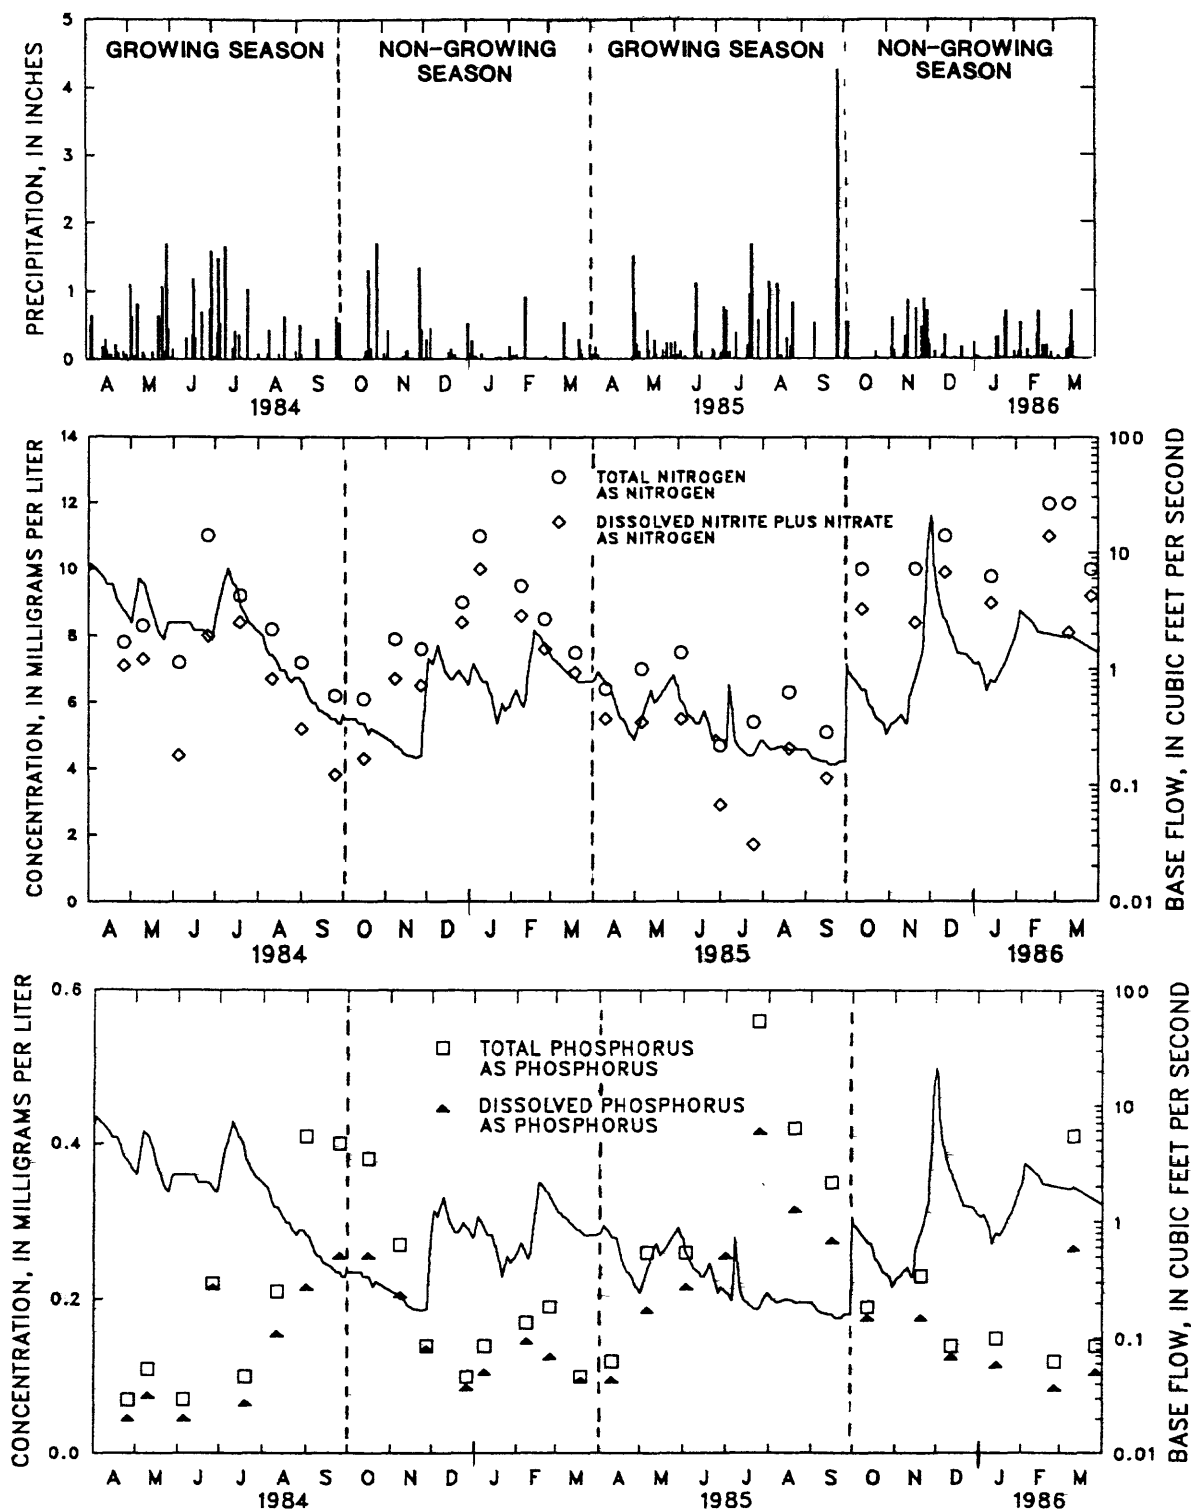 5
GROWING SEASON NON-GROWING SEASON GROWING SEASON NON-GROWING SEASON
4
3
2
1
0
PRECIPITATION, IN INCHES
A M J J A S O N D J F M A M J J A S O N D J F M
1984 1985 1986
14 100
TOTAL NITROGEN
AS NITROGEN
12
DISSOLVED NITRITE PLUS NITRATE
AS NITROGEN
10 10
8
6 1
4
0.1
2
0 0.01
CONCENTRATION, IN MILLIGRAMS PER LITER
BASE FLOW, IN CUBIC FEET PER SECOND
A M J J A S O N D J F M A M J J A S O N D J F M
1984 1985 1986
0.6 100
TOTAL PHOSPHORUS
AS PHOSPHORUS
DISSOLVED PHOSPHORUS
AS PHOSPHORUS
10
0.4
1
0.2
0.1
0.0 0.01
CONCENTRATION, IN MILLIGRAMS PER LITER
BASE FLOW, IN CUBIC FEET PER SECOND
A M J J A S O N D J F M A M J J A S O N D J F M
1984 1985 1986